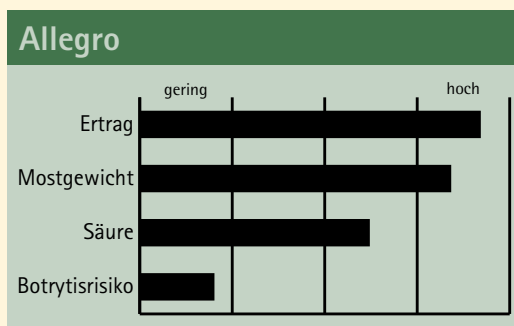 Allegro
gering hoch
Ertrag
Mostgewicht
Säure
Botrytisrisiko